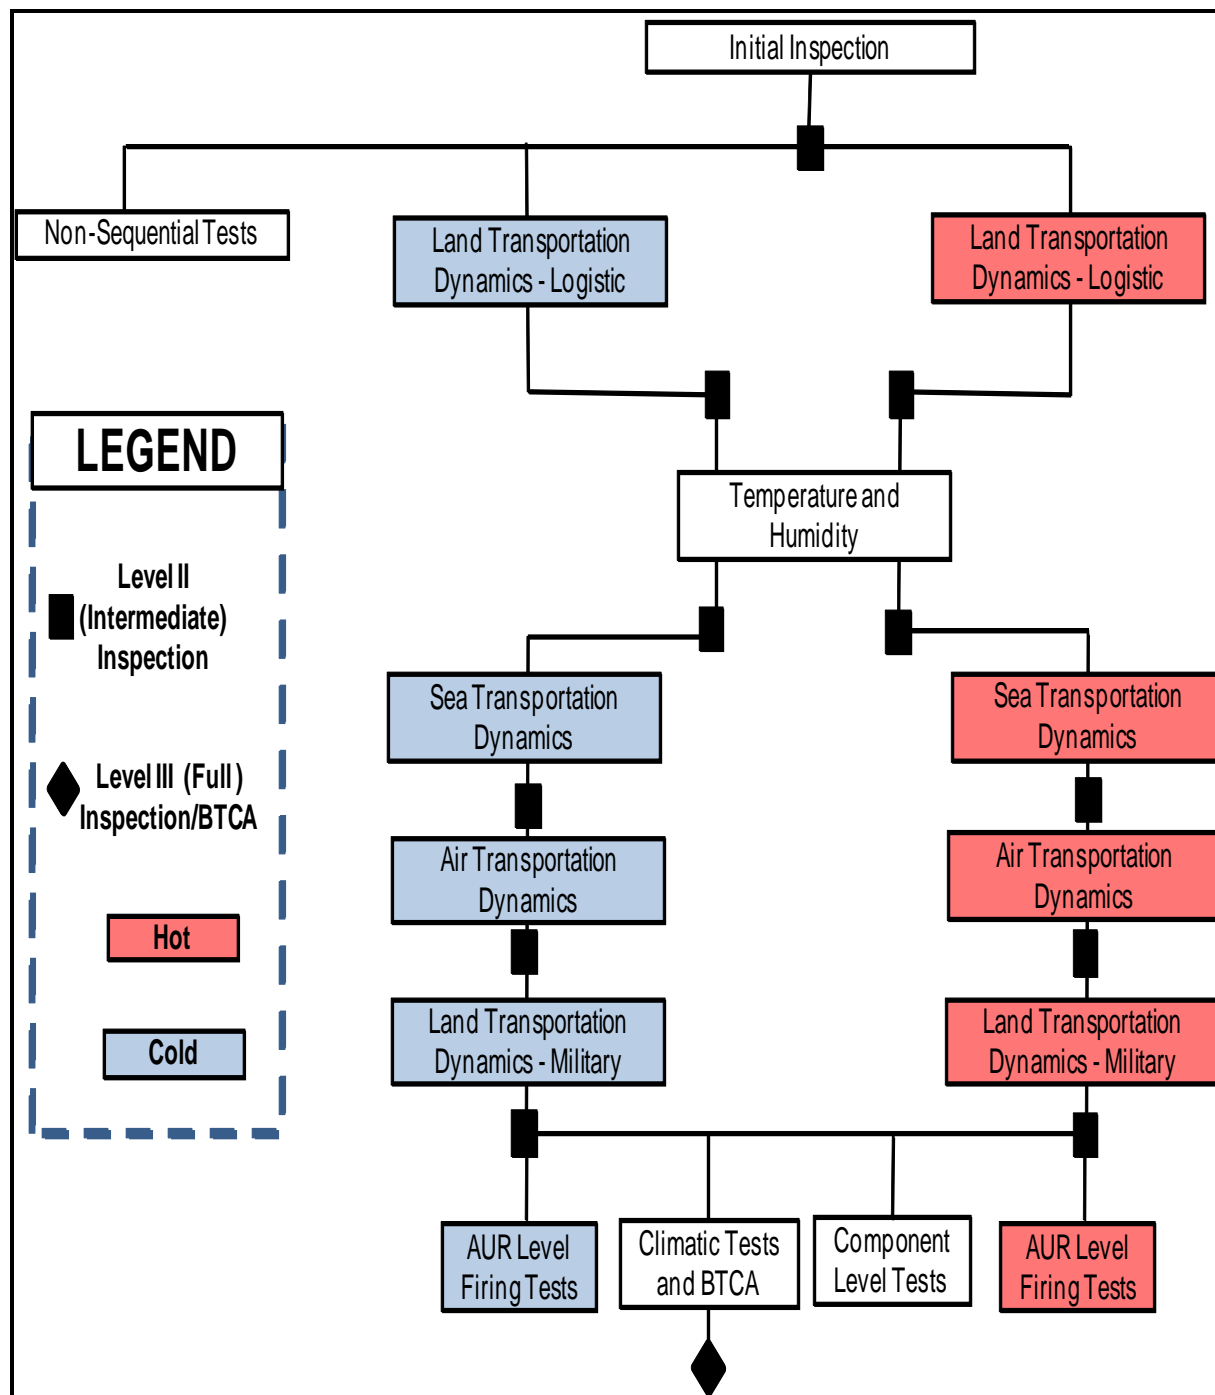 Initial Inspection
Non-Sequential Tests
Land Transportation
Dynamics - Logistic
Land Transportation
Dynamics - Logistic
LEGEND
Level II
(Intermediate)
Inspection
Level III (Full)
Inspection/BTCA
Hot
Cold
Temperature and
Humidity
Sea Transportation
Dynamics
Sea Transportation
Dynamics
Air Transportation
Dynamics
Air Transportation
Dynamics
Land Transportation
Dynamics - Military
Land Transportation
Dynamics - Military
AUR Level
Firing Tests
Climatic Tests
and BTCA
Component
Level Tests
AUR Level
Firing Tests